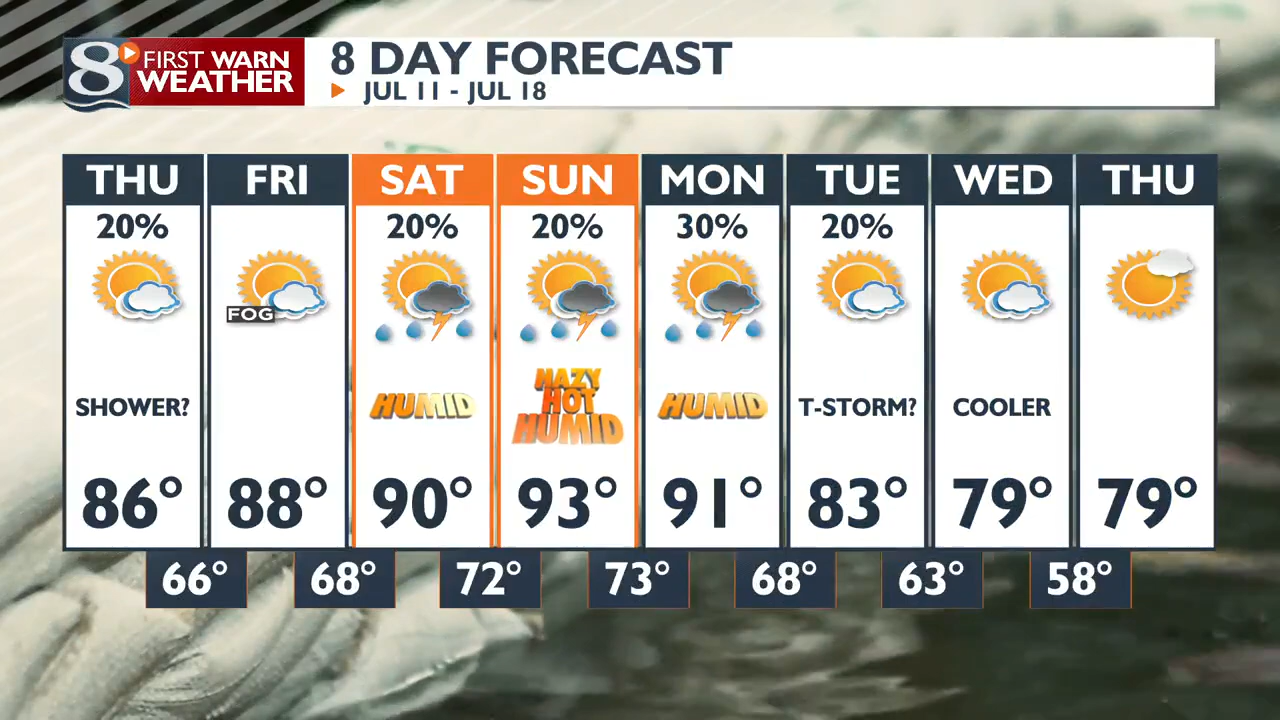 8 FIRST WARN
WEATHER
8 DAY FORECAST
JUL 11 - JUL 18
THU FRI SAT SUN MON TUE WED THU
20% 20% 20% 30% 20%
FOG
HAZY
HOT
SHOWER? HUMID HUMID HUMID T-STORM? COOLER
86° 88° 90° 93° 91° 83° 79° 79°
66° 68° 72° 73° 68° 63° 58°